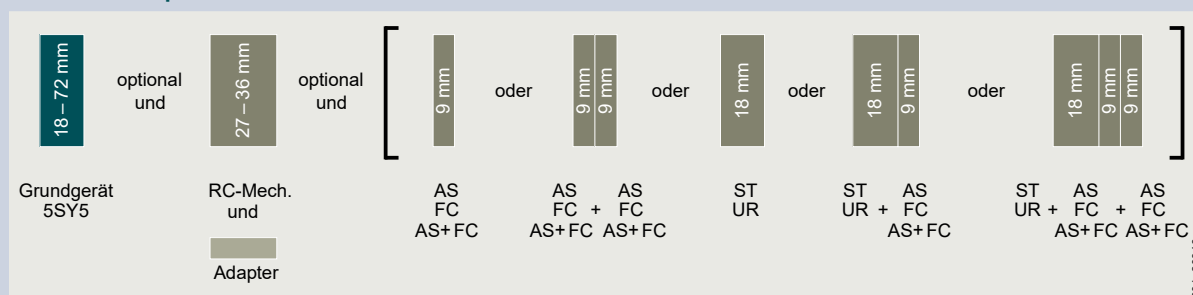 18 – 72 mm
optional
und
27 – 36 mm
optional
und
9 mm
oder
9 mm
9 mm
oder
18 mm
oder
18 mm
9 mm
oder
18 mm
9 mm
9 mm
Grundgerät
5SY5
RC-Mech.
und
Adapter
AS
FC
AS+FC
AS AS
FC + FC
AS+FC AS+FC
ST
UR
ST AS
UR + FC
AS+FC
ST AS AS
UR + FC + FC
AS+FC AS+FC